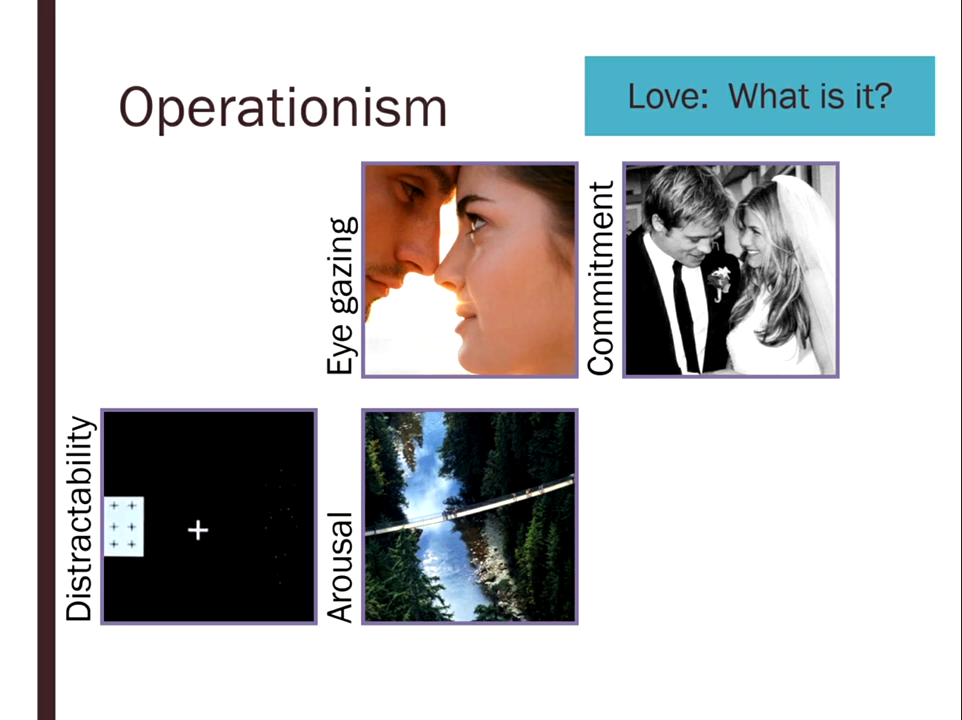 Operationism
Love: What is it?
Eye gazing
Commitment
Distractability
Arousal